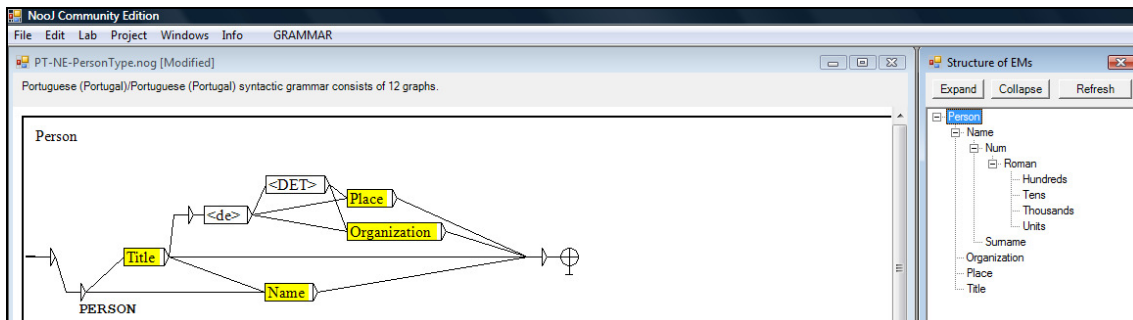 NooJ Community Edition
File Edit Lab Project Windows Info GRAMMAR
PT-NE-PersonType.nog [Modified]
Portuguese (Portugal)/Portuguese (Portugal) syntactic grammar consists of 12 graphs.
Person
<DET>
Place
<de>
Organization
Title
Name
PERSON
Structure of EMs
Expand Collapse Refresh
Person
Name
Num
Roman
Hundreds
Tens
Thousands
Units
Surname
Organization
Place
Title